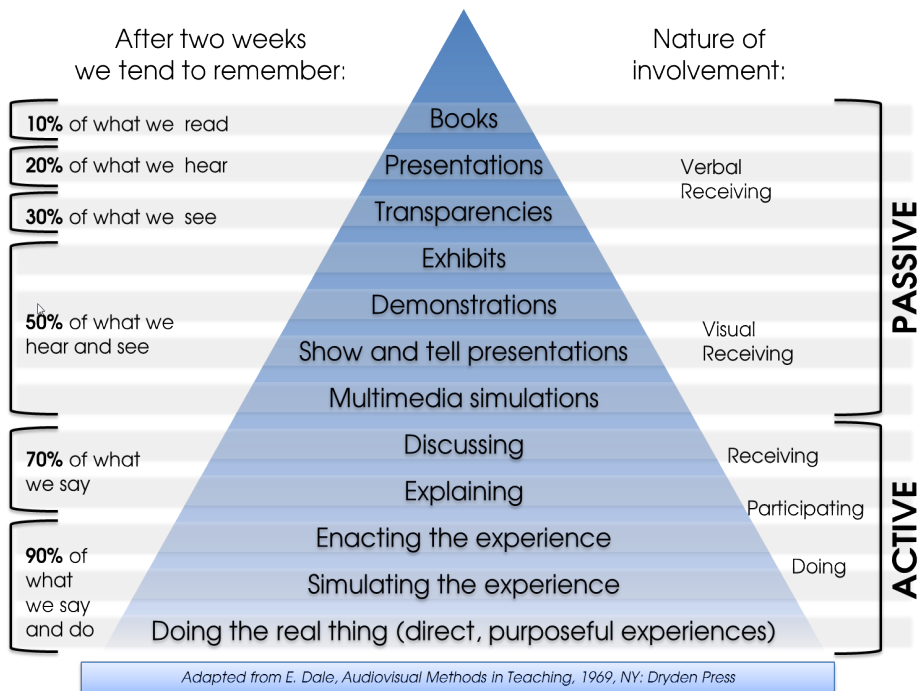 After two weeks
we tend to remember:
Nature of
involvement:
10% of what we read
20% of what we hear
30% of what we see
50% of what we
hear and see
70% of what
we say
90% of
what
we say
and do
Books
Presentations
Transparencies
Exhibits
Demonstrations
Show and tell presentations
Multimedia simulations
Discussing
Explaining
Enacting the experience
Simulating the experience
Doing the real thing (direct, purposeful experiences)
Verbal
Receiving
Visual
Receiving
Receiving
Participating
Doing
PASSIVE
ACTIVE
Adapted from E. Dale, Audiovisual Methods in Teaching, 1969, NY: Dryden Press